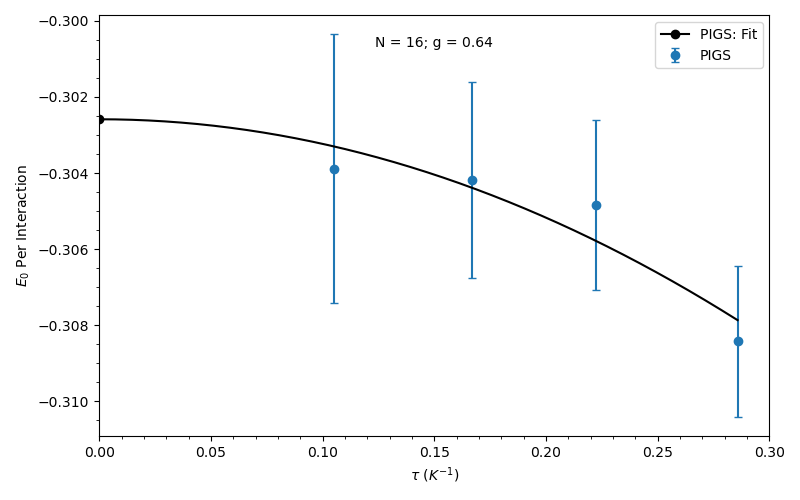 N = 16; g = 0.64
PIGS: Fit
PIGS
−0.300
−0.302
−0.304
−0.306
−0.308
−0.310
E₀ Per Interaction
0.00 0.05 0.10 0.15 0.20 0.25 0.30
τ (K⁻¹)